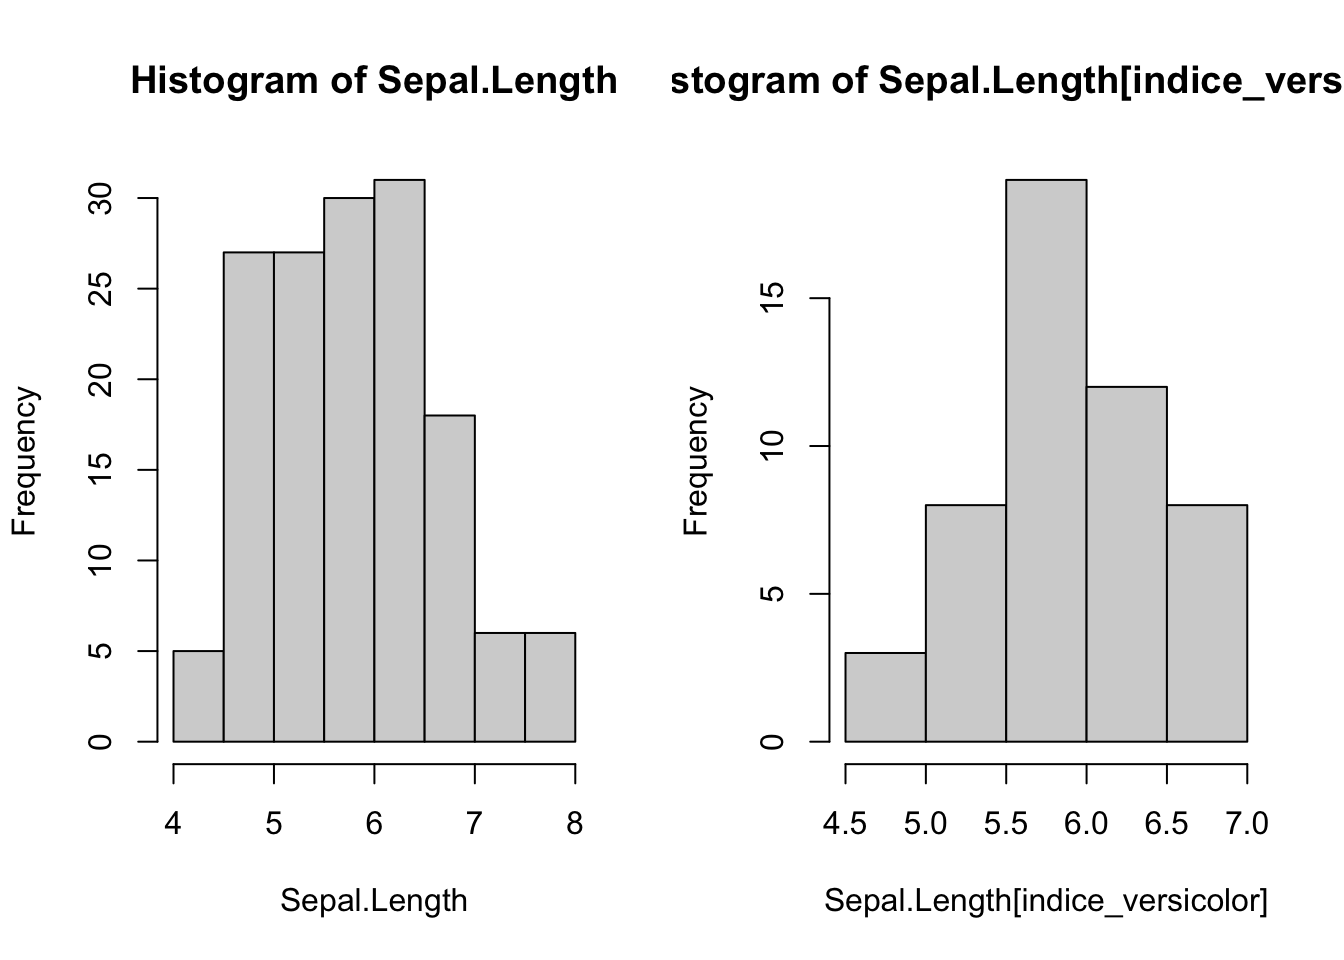 Histogram of Sepal.Length
Frequency
0
5
10
15
20
25
30
4 5 6 7 8
Sepal.Length
stogram of Sepal.Length[indice_vers
Frequency
0
5
10
15
4.5 5.0 5.5 6.0 6.5 7.0
Sepal.Length[indice_versicolor]